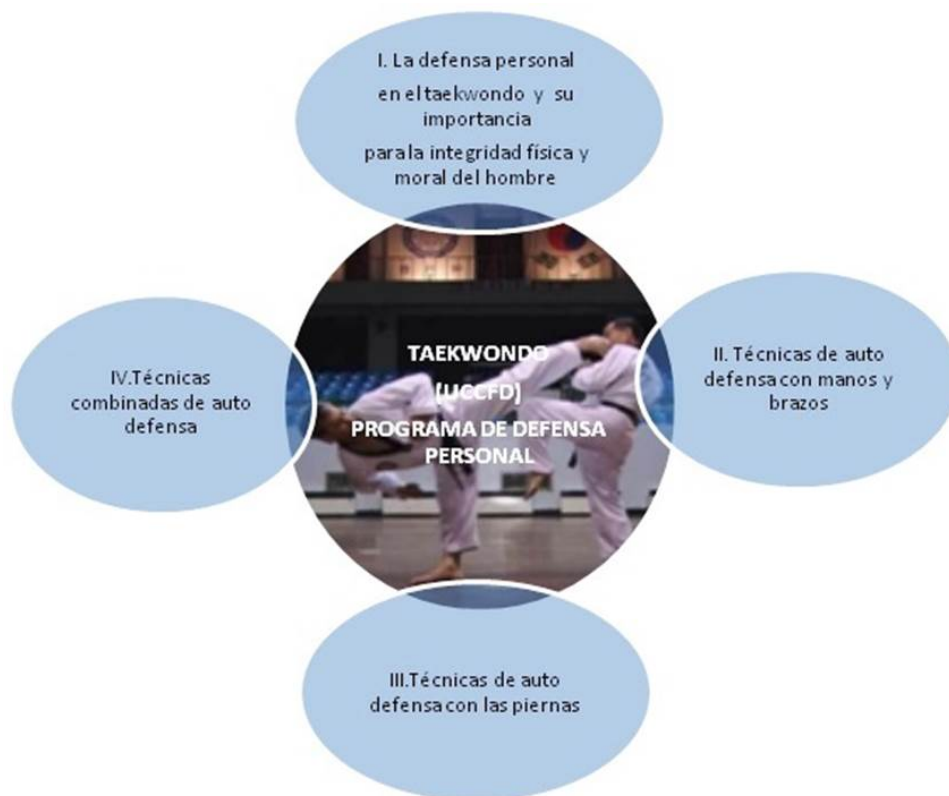 I. La defensa personal
en el taekwondo y su
importancia
para la integridad física y
moral del hombre
TAEKWONDO
(UCCFD)
PROGRAMA DE DEFENSA
PERSONAL
II. Técnicas de auto
defensa con manos y
brazos
III.Técnicas de auto
defensa con las piernas
IV.Técnicas
combinadas de auto
defensa